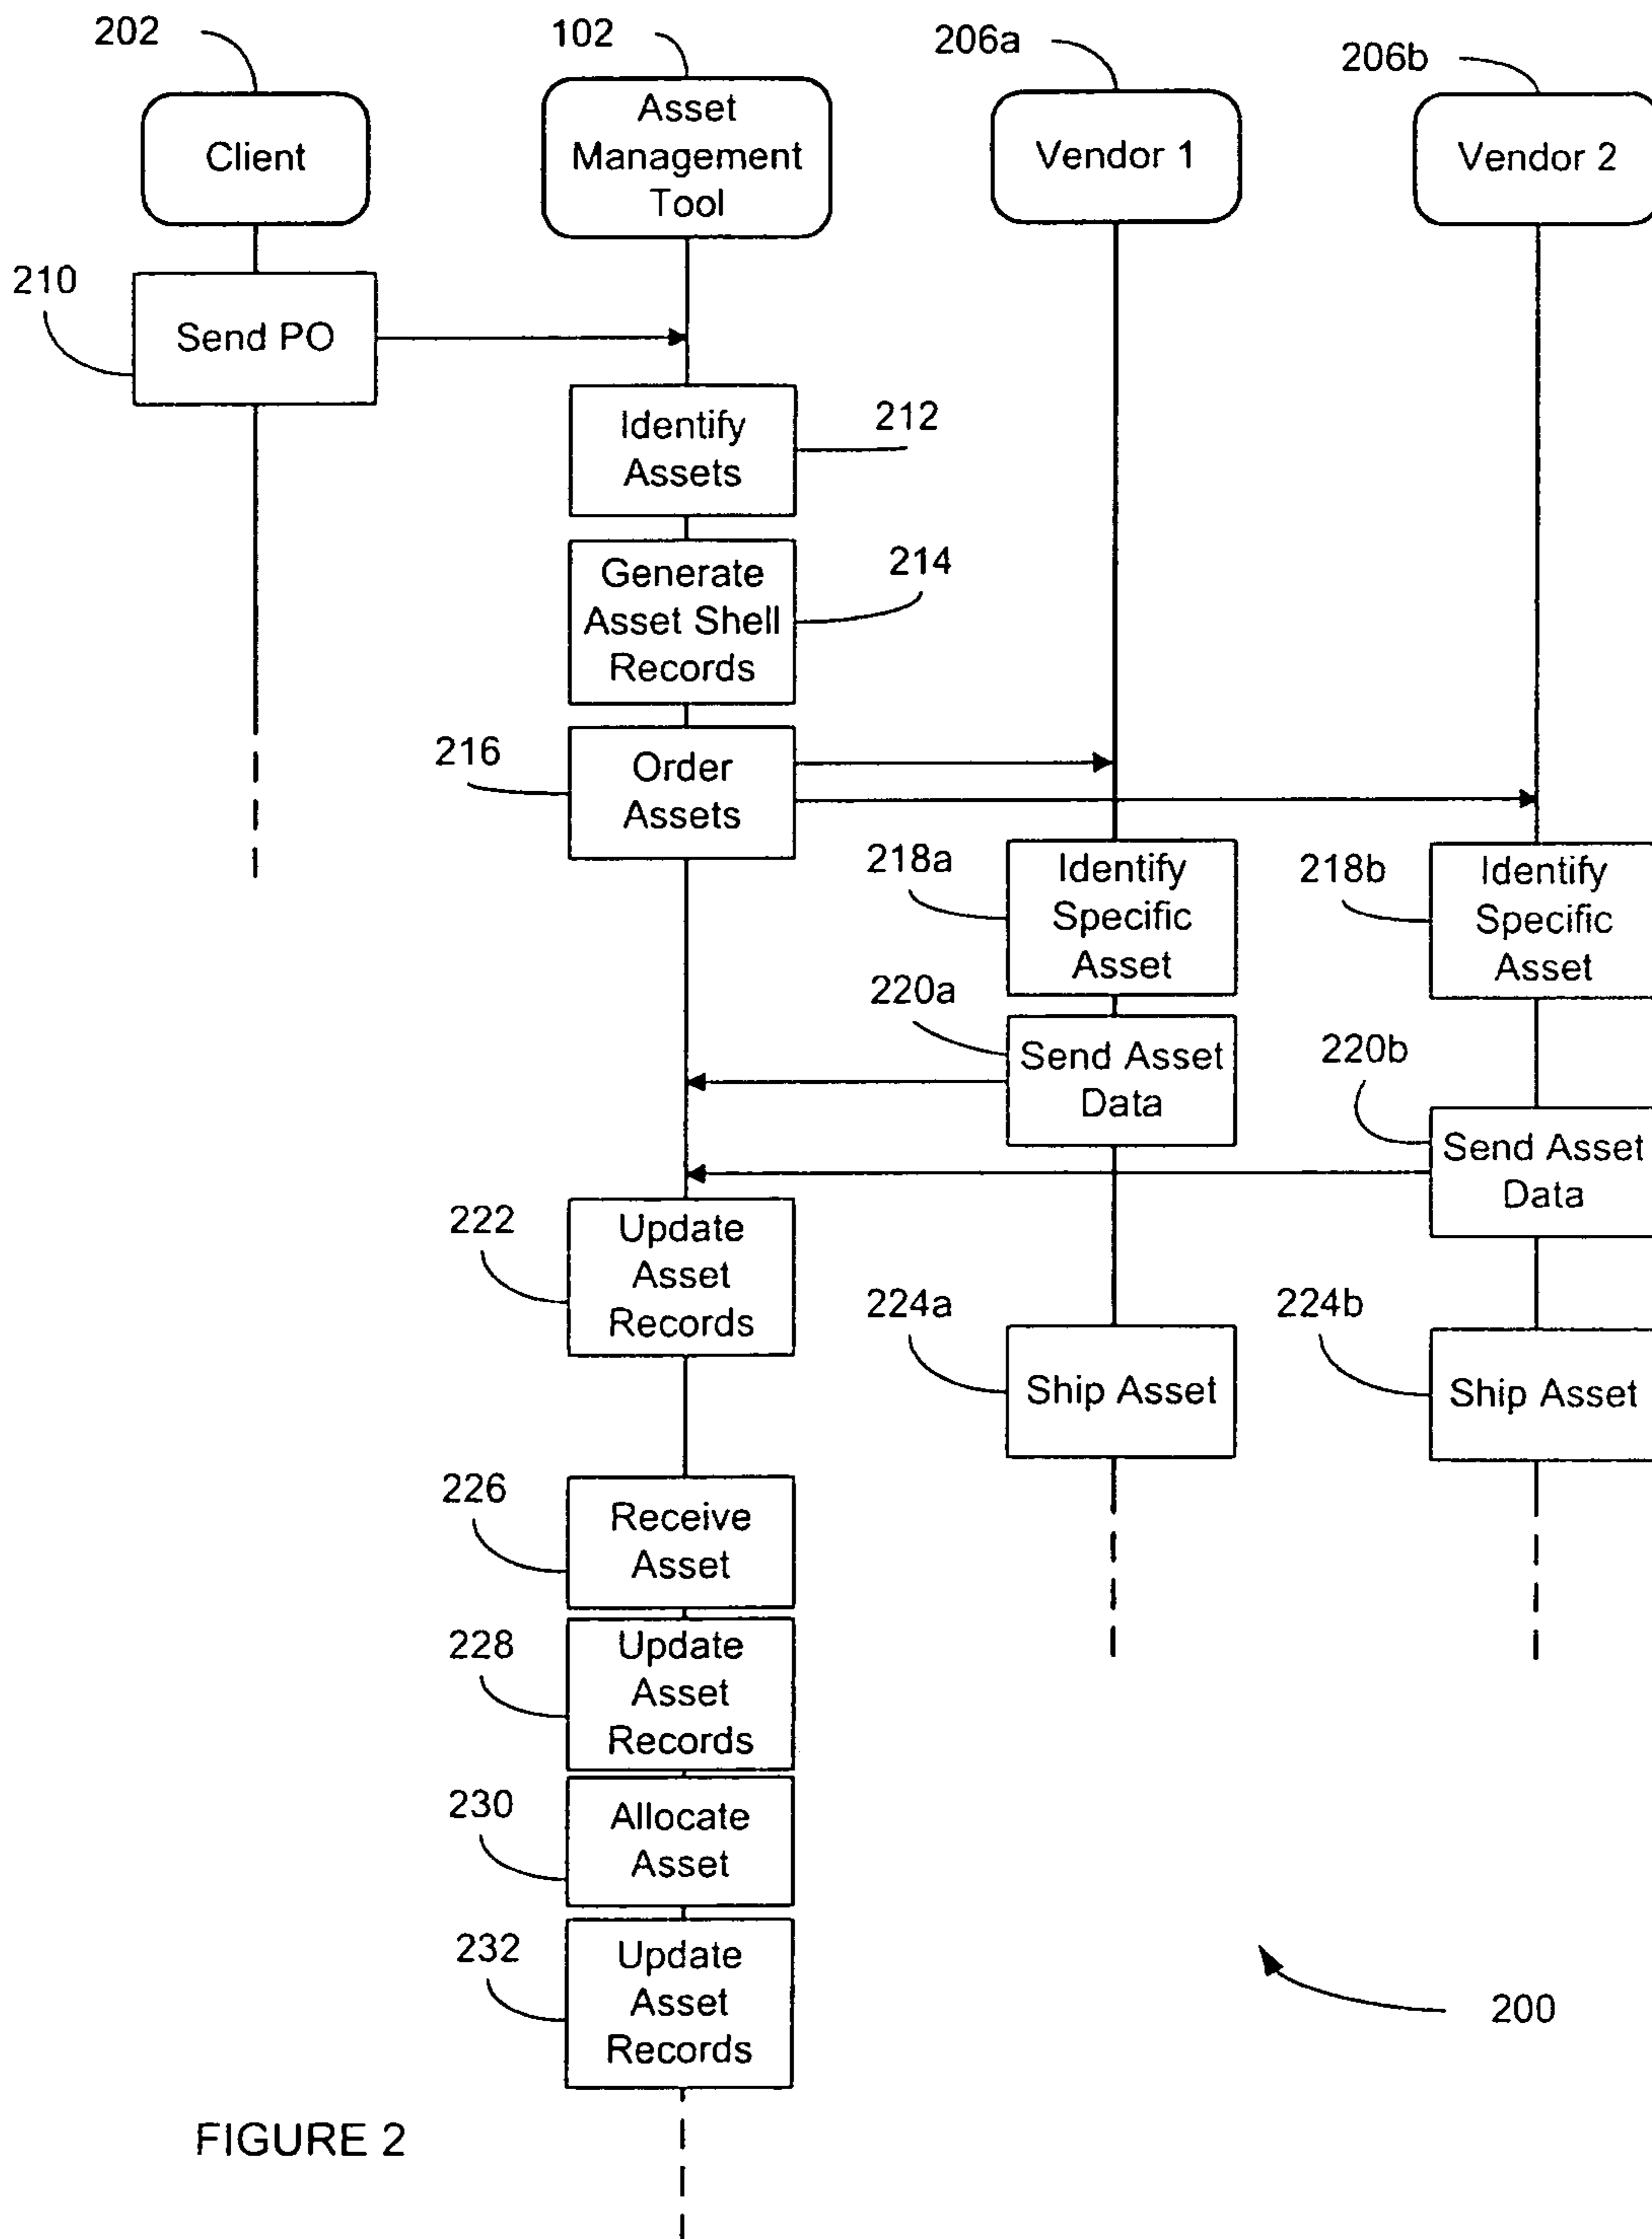 202
102
206a
206b
Client
Asset
Management
Tool
Vendor 1
Vendor 2
210
Send PO
Identify
Assets
212
Generate
Asset Shell
Records
214
216
Order
Assets
218a
Identify
Specific
Asset
218b
Identify
Specific
Asset
220a
Send Asset
Data
220b
Send Asset
Data
222
Update
Asset
Records
224a
Ship Asset
224b
Ship Asset
226
Receive
Asset
228
Update
Asset
Records
230
Allocate
Asset
232
Update
Asset
Records
200
FIGURE 2